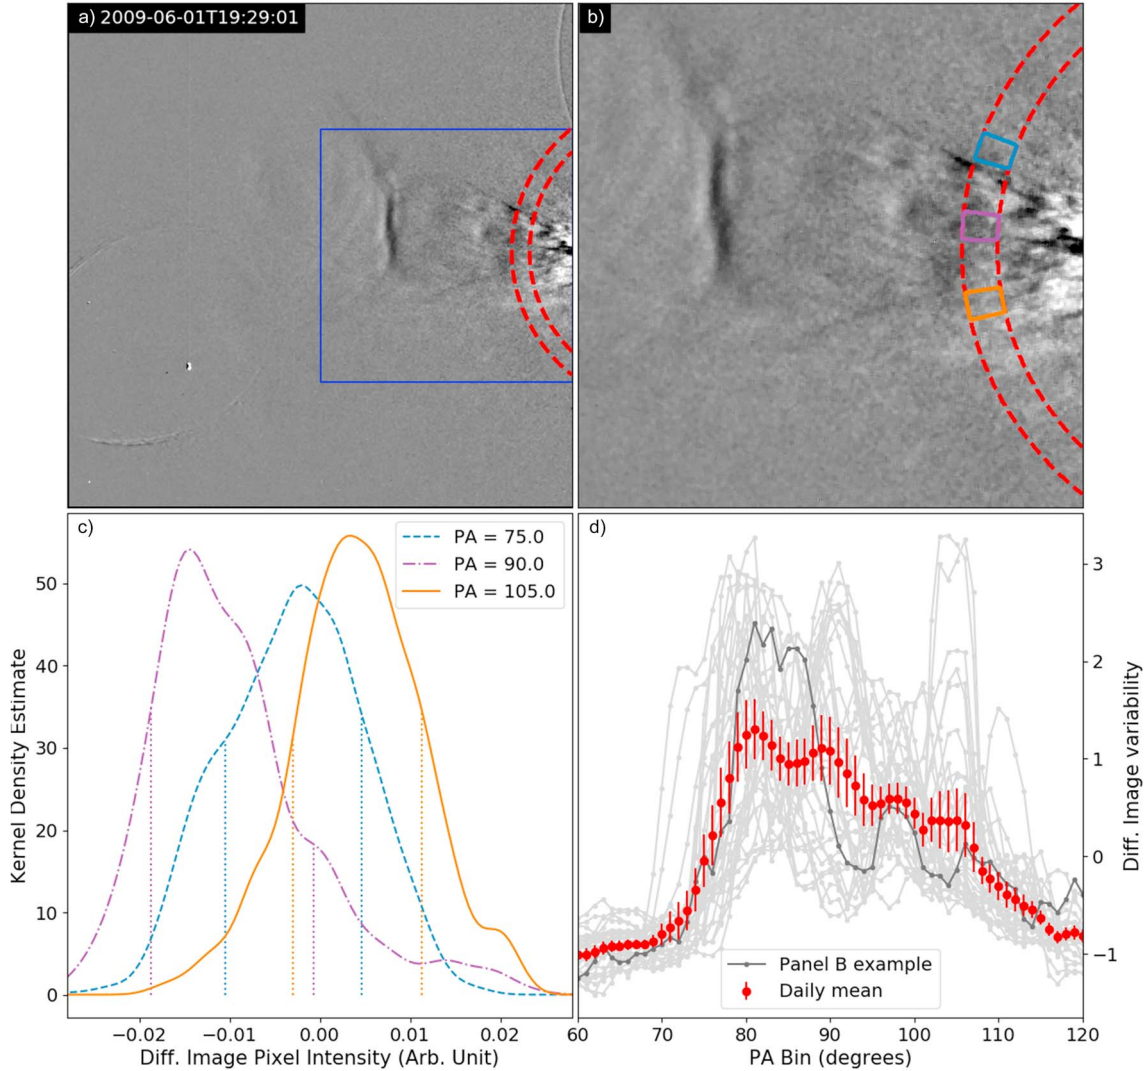 a) 2009-06-01T19:29:01
b)
c)
PA = 75.0
PA = 90.0
PA = 105.0
50
40
30
20
10
0
Kernel Density Estimate
−0.02
−0.01
0.00
0.01
0.02
Diff. Image Pixel Intensity (Arb. Unit)
d)
3
2
1
0
−1
Diff. Image variability
Panel B example
Daily mean
60
70
80
90
100
110
120
PA Bin (degrees)